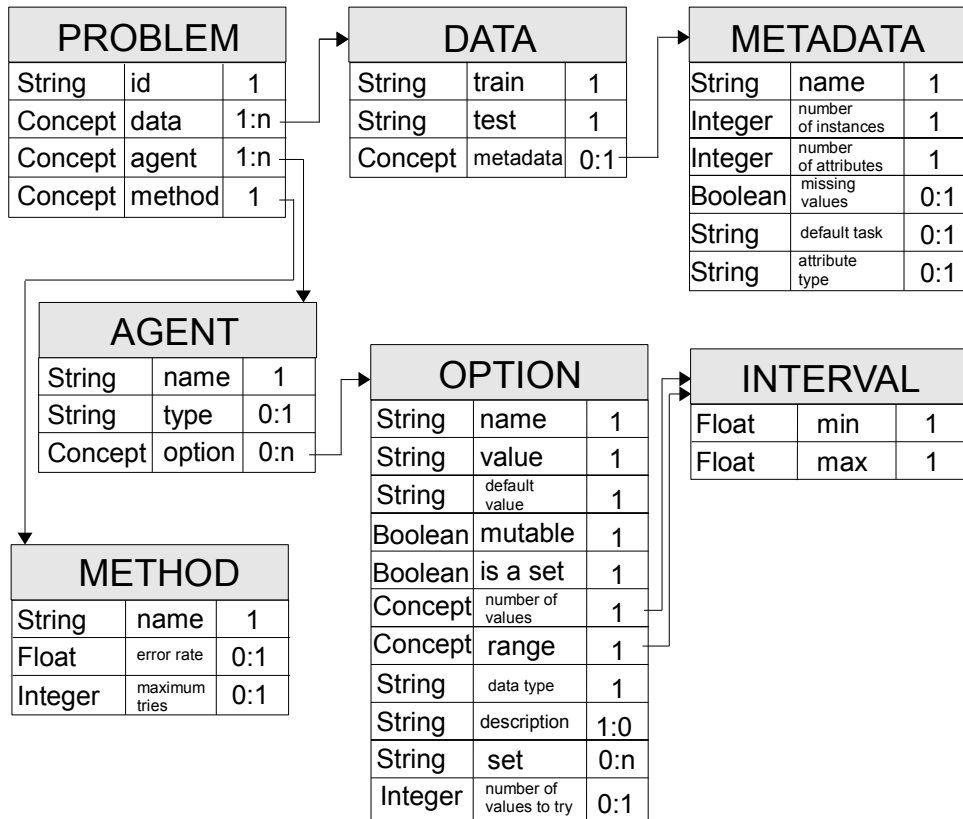 PROBLEM
String id 1
Concept data 1:n
Concept agent 1:n
Concept method 1
DATA
String train 1
String test 1
Concept metadata 0:1
METADATA
String name 1
Integer number of instances 1
Integer number of attributes 1
Boolean missing values 0:1
String default task 0:1
String attribute type 0:1
AGENT
String name 1
String type 0:1
Concept option 0:n
OPTION
String name 1
String value 1
String default value 1
Boolean mutable 1
Boolean is a set 1
Concept number of values 1
Concept range 1
String data type 1
String description 1:0
String set 0:n
Integer number of values to try 0:1
INTERVAL
Float min 1
Float max 1
METHOD
String name 1
Float error rate 0:1
Integer maximum tries 0:1